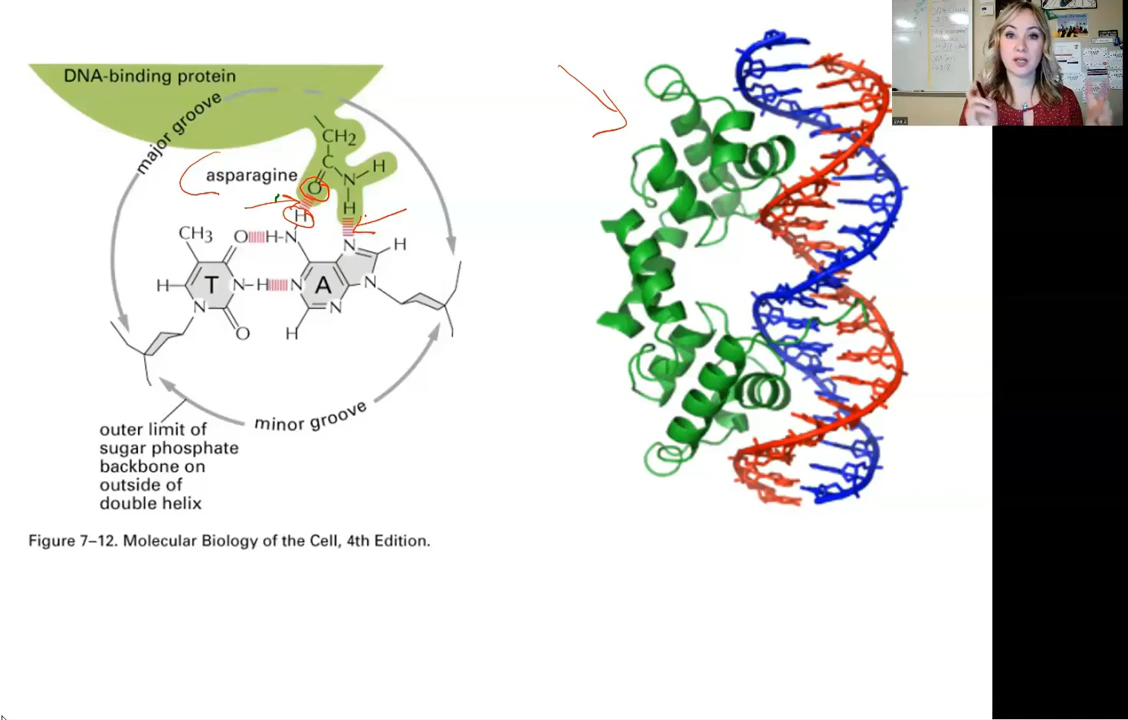 DNA-binding protein
major groove
CH2
C
H
asparagine
O
N
H
H
CH3
O
H-N
N
H
H
T
N-H
N
A
N
N
N
O
H
minor groove
outer limit of
sugar phosphate
backbone on
outside of
double helix
Figure 7–12. Molecular Biology of the Cell, 4th Edition.